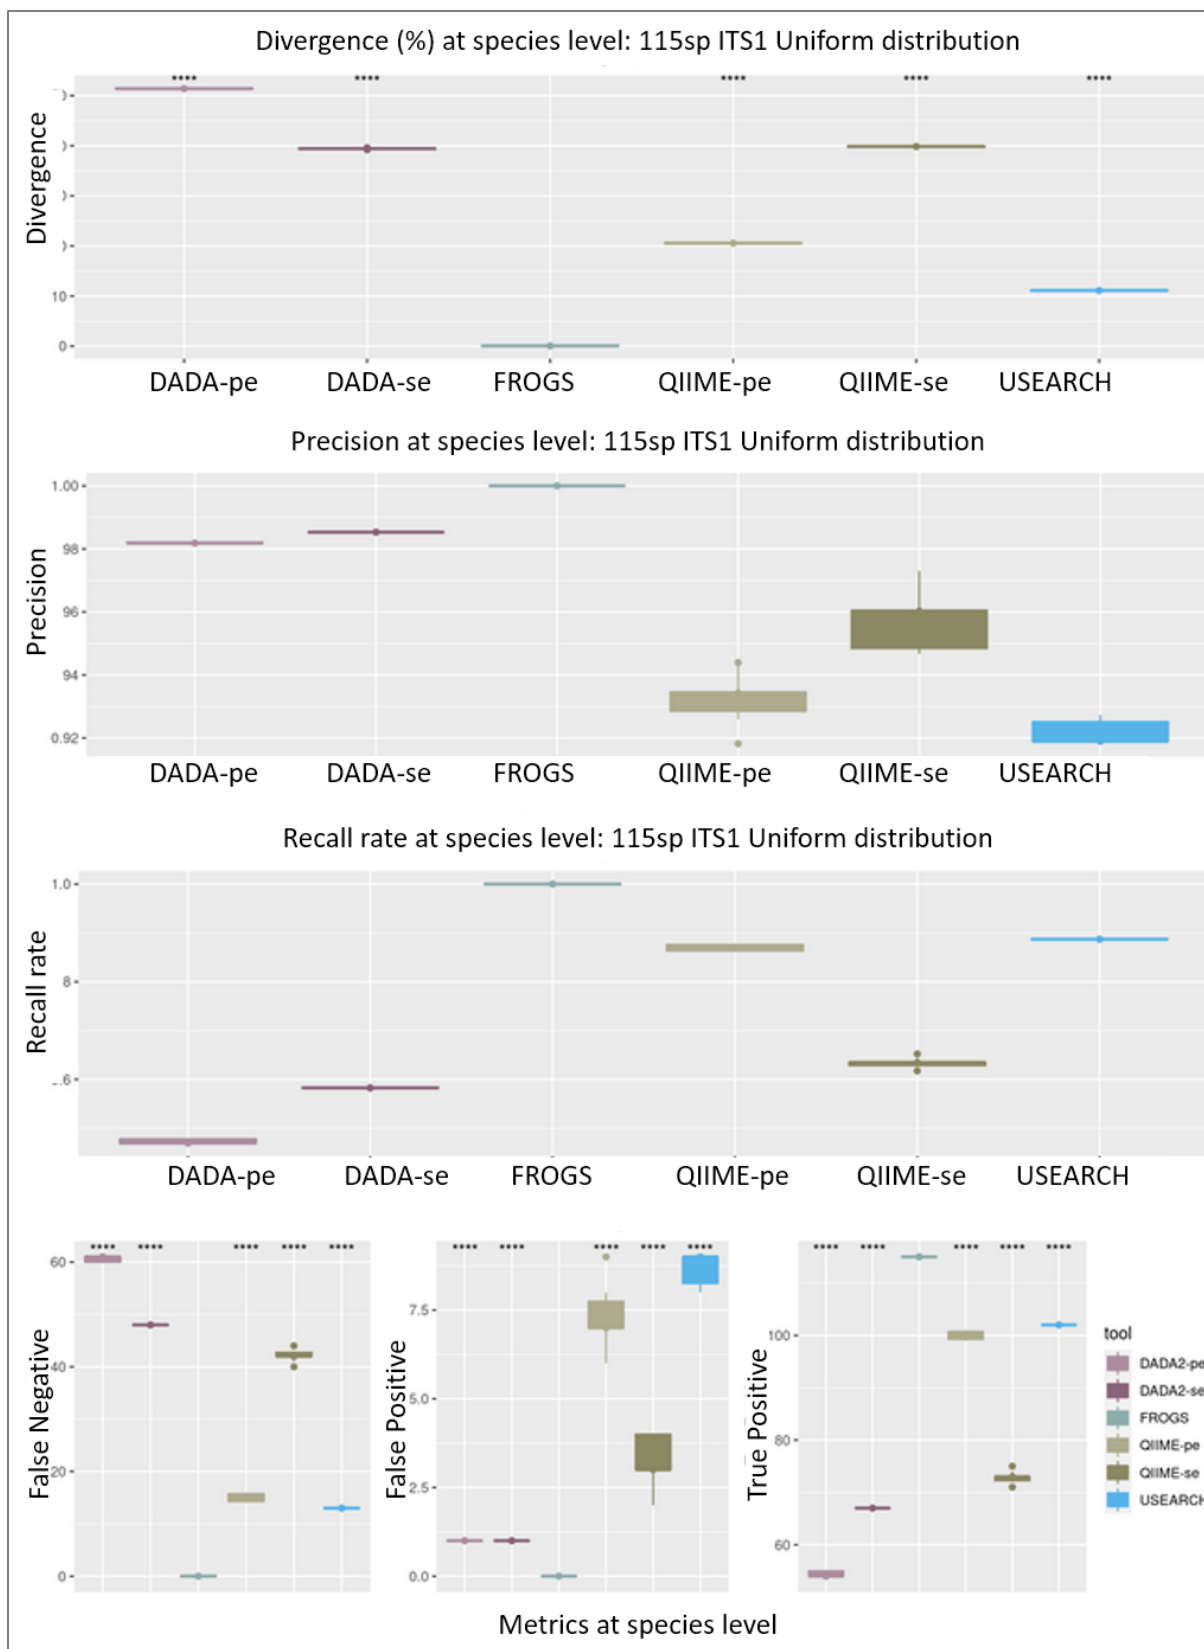 Divergence (%) at species level: 115sp ITS1 Uniform distribution
**** **** **** **** ****
Divergence
10
0
DADA-pe DADA-se FROGS QIIME-pe QIIME-se USEARCH
Precision at species level: 115sp ITS1 Uniform distribution
Precision
1.00
98
96
94
0.92
DADA-pe DADA-se FROGS QIIME-pe QIIME-se USEARCH
Recall rate at species level: 115sp ITS1 Uniform distribution
Recall rate
1.0
8
.6
DADA-pe DADA-se FROGS QIIME-pe QIIME-se USEARCH
**** **** **** **** ****
False Negative
60
40
20
0
**** **** **** **** ****
False Positive
7.5
5.0
2.5
0.0
**** **** **** **** ****
True Positive
100
80
60
tool
DADA2-pe
DADA2-se
FROGS
QIIME-pe
QIIME-se
USEARCH
Metrics at species level